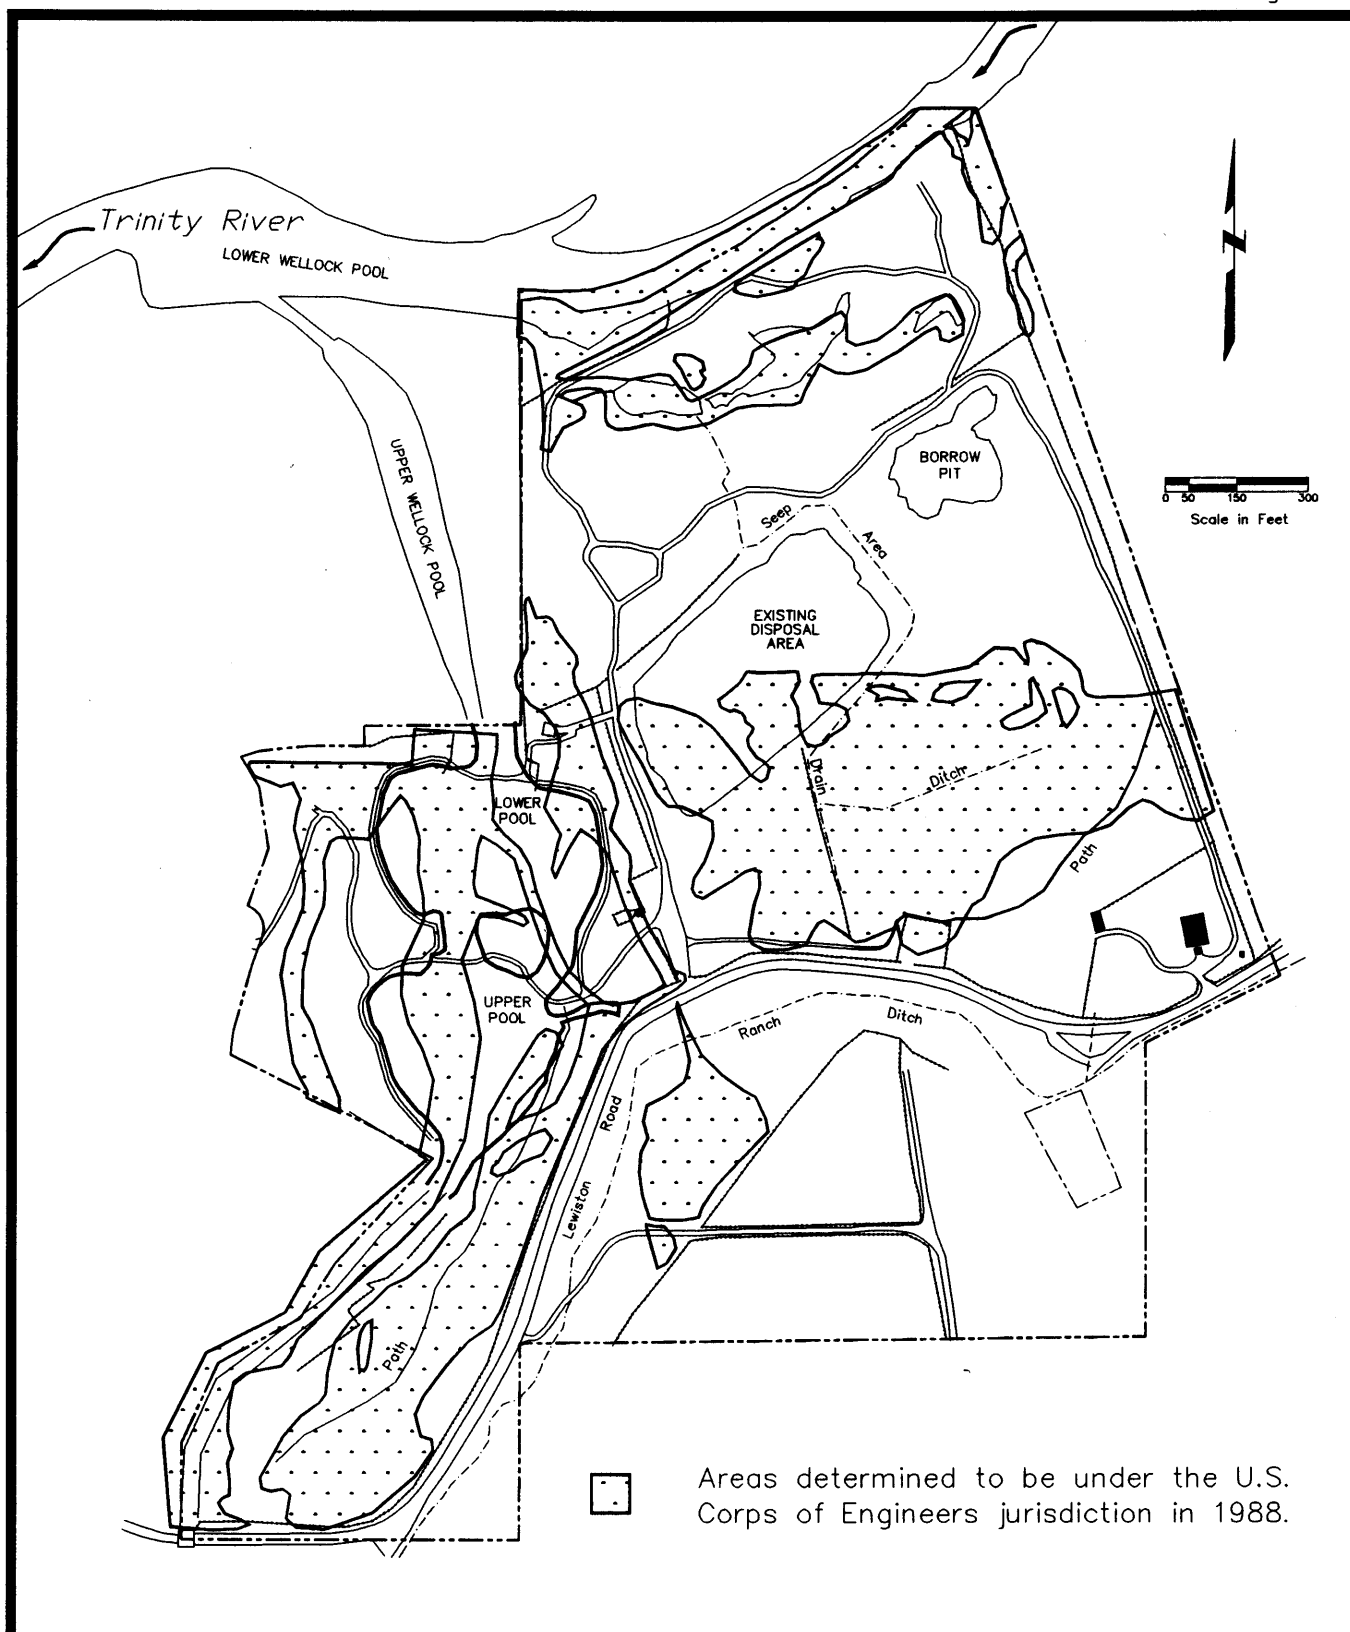 Trinity River
LOWER WELLOCK POOL
UPPER WELLOCK POOL
N
BORROW
PIT
0 50 150 300
Scale in Feet
Seep
Area
EXISTING
DISPOSAL
AREA
Drain
Ditch
LOWER
POOL
Path
UPPER
POOL
Ranch
Ditch
Road
Lewiston
Path
Areas determined to be under the U.S.
Corps of Engineers jurisdiction in 1988.